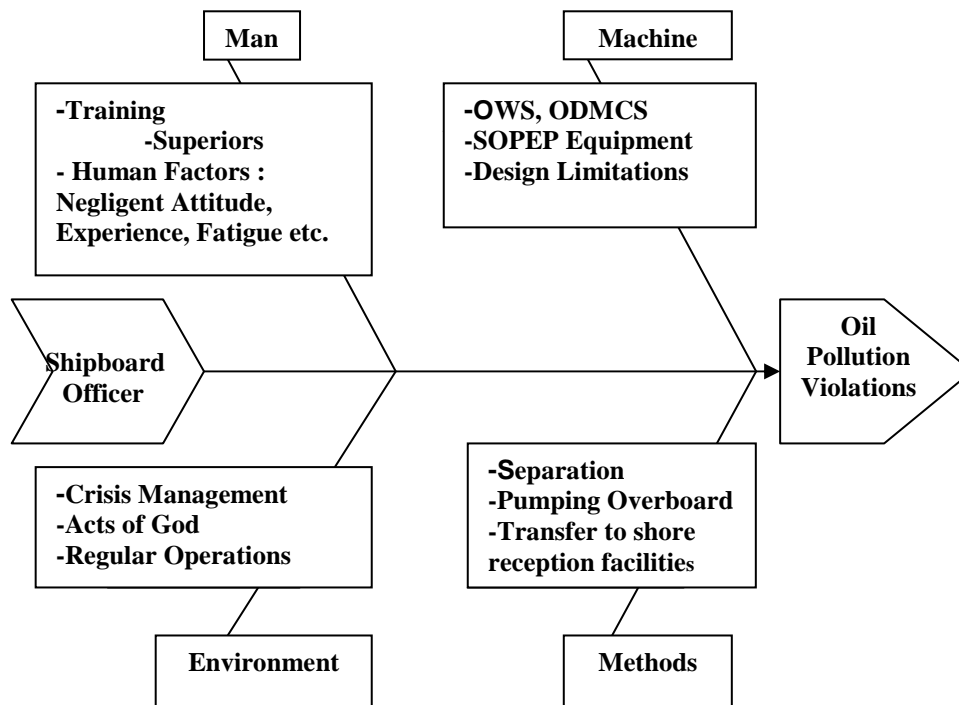 Man
Machine
-Training
-Superiors
- Human Factors :
Negligent Attitude,
Experience, Fatigue etc.
-OWS, ODMCS
-SOPEP Equipment
-Design Limitations
Shipboard
Officer
Oil
Pollution
Violations
-Crisis Management
-Acts of God
-Regular Operations
-Separation
-Pumping Overboard
-Transfer to shore
reception facilities
Environment
Methods